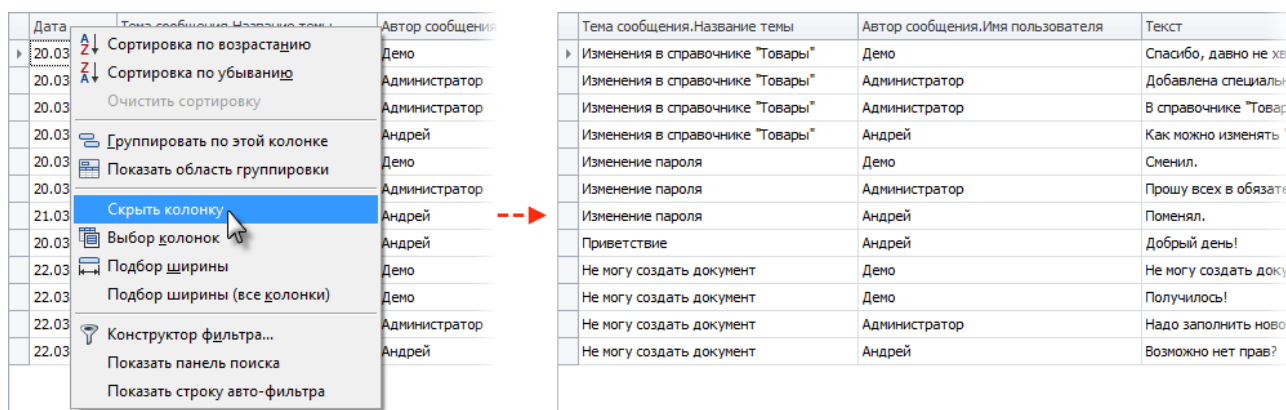 Дата Тема сообщения.Название темы Автор сообщения
20.03 Демо
20.03 Администратор
20.03 Администратор
20.03 Андрей
20.03 Демо
20.03 Администратор
21.03 Андрей
20.03 Андрей
22.03 Демо
22.03 Демо
22.03 Администратор
22.03 Андрей
Сортировка по возрастанию
Сортировка по убыванию
Очистить сортировку
Группировать по этой колонке
Показать область группировки
Скрыть колонку
Выбор колонок
Подбор ширины
Подбор ширины (все колонки)
Конструктор фильтра...
Показать панель поиска
Показать строку авто-фильтра
Тема сообщения.Название темы Автор сообщения.Имя пользователя Текст
Изменения в справочнике "Товары" Демо Спасибо, давно не хв
Изменения в справочнике "Товары" Администратор Добавлена специальн
Изменения в справочнике "Товары" Администратор В справочнике "Товар
Изменения в справочнике "Товары" Андрей Как можно изменять "
Изменение пароля Демо Сменил.
Изменение пароля Администратор Прошу всех в обязате
Изменение пароля Андрей Поменял.
Приветствие Андрей Добрый день!
Не могу создать документ Демо Не могу создать доку
Не могу создать документ Демо Получилось!
Не могу создать документ Администратор Надо заполнить ново
Не могу создать документ Андрей Возможно нет прав?